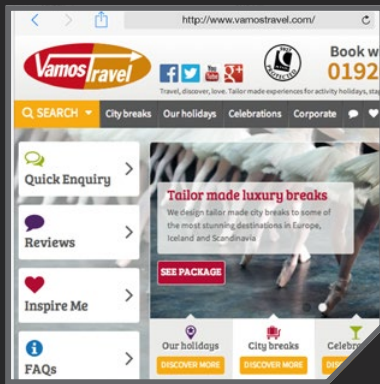 http://www.vamostravel.com/
Vamos Travel
Book w
0192
Travel, discover, love. Tailor made experiences for activity holidays, stag
SEARCH
City breaks
Our holidays
Celebrations
Corporate
Quick Enquiry
Reviews
Inspire Me
FAQs
Tailor made luxury breaks
We design tailor made city breaks to some of
the most stunning destinations in Europe,
Iceland and Scandinavia
SEE PACKAGE
Our holidays
City breaks
Celebra
DISCOVER MORE
DISCOVER MORE
DISCOVER MO